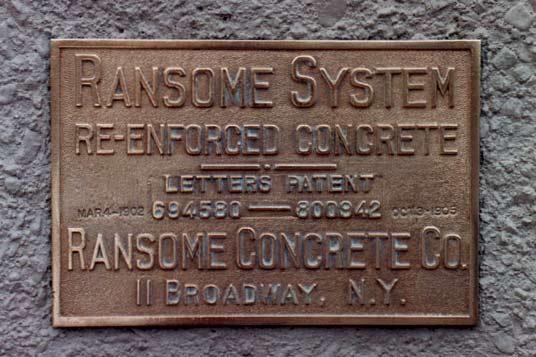 RANSOME SYSTEM
RE-ENFORCED CONCRETE
LETTERS PATENT
MAR 4-1902 694580 — 800942 OCT 3-1905
RANSOME CONCRETE CO.
11 BROADWAY. N.Y.